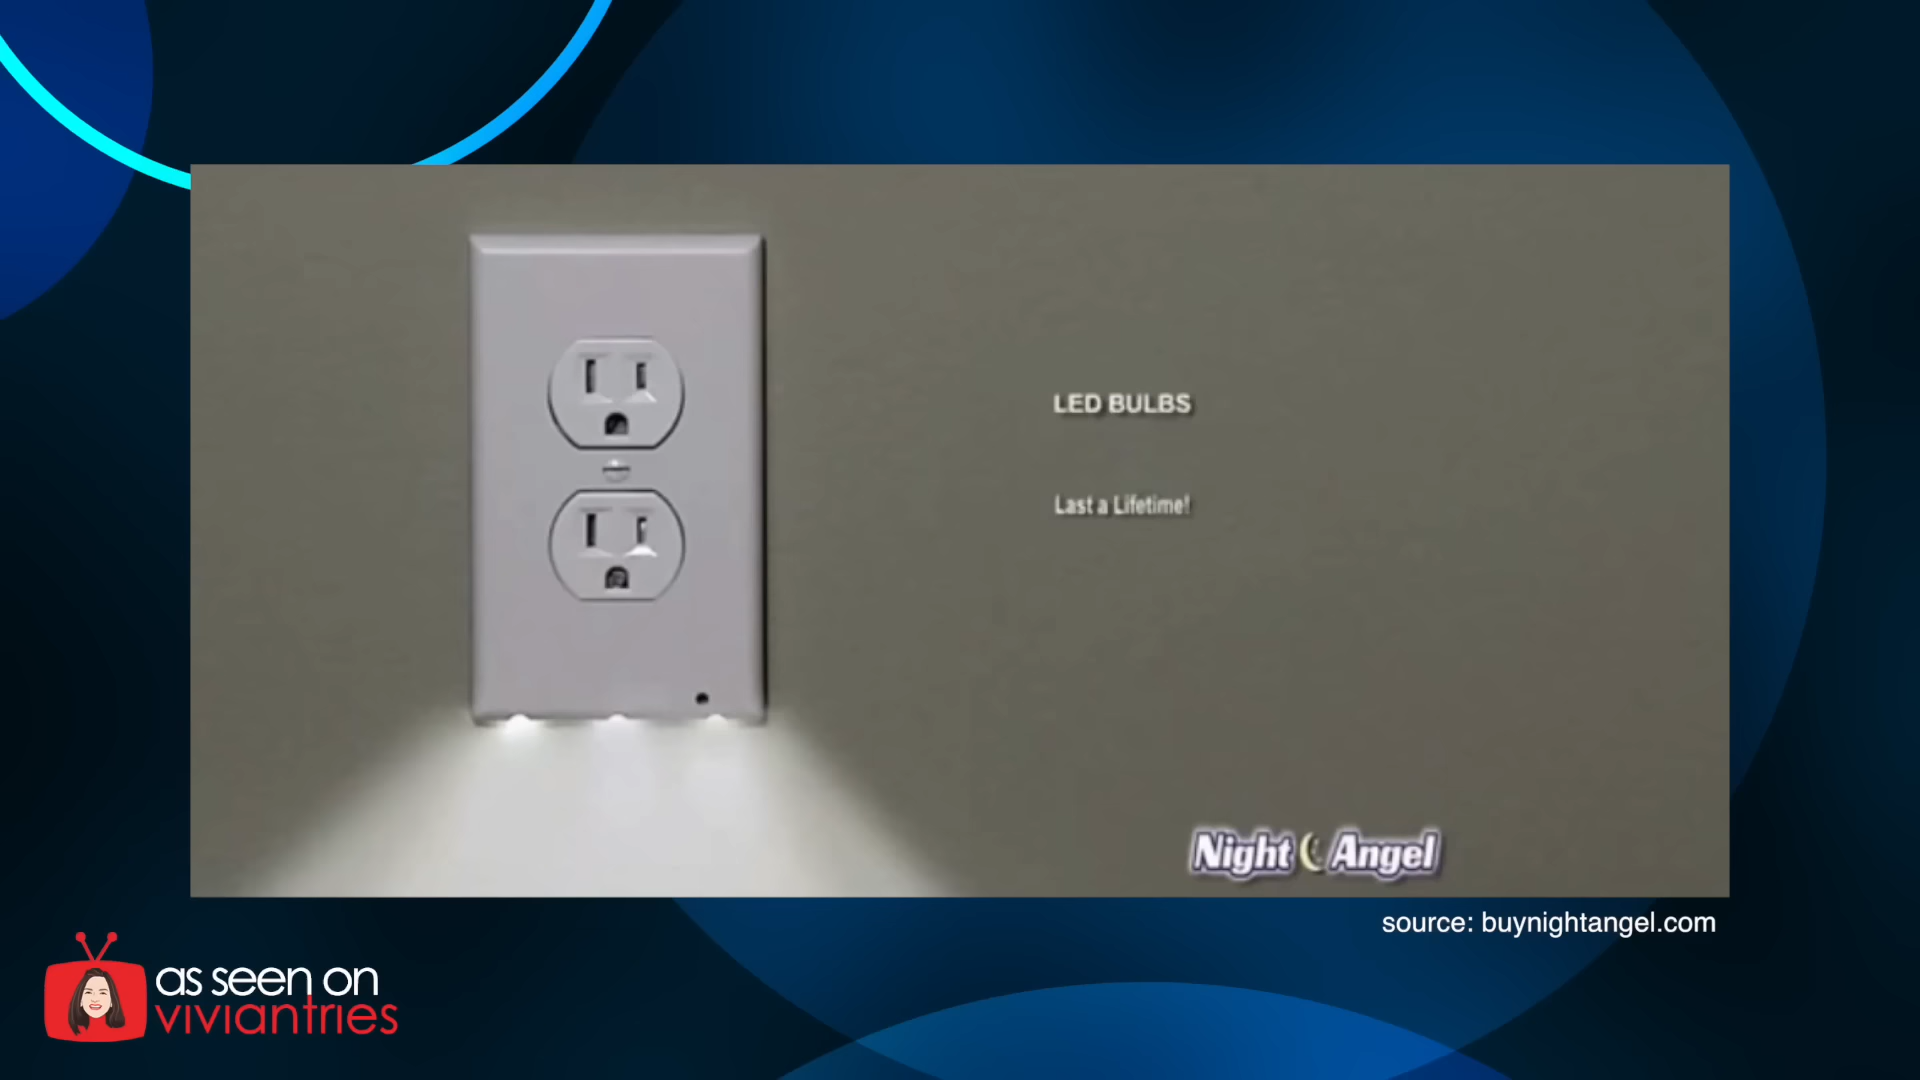 LED BULBS
Last a Lifetime!
Night Angel
source: buynightangel.com
as seen on
viviantries